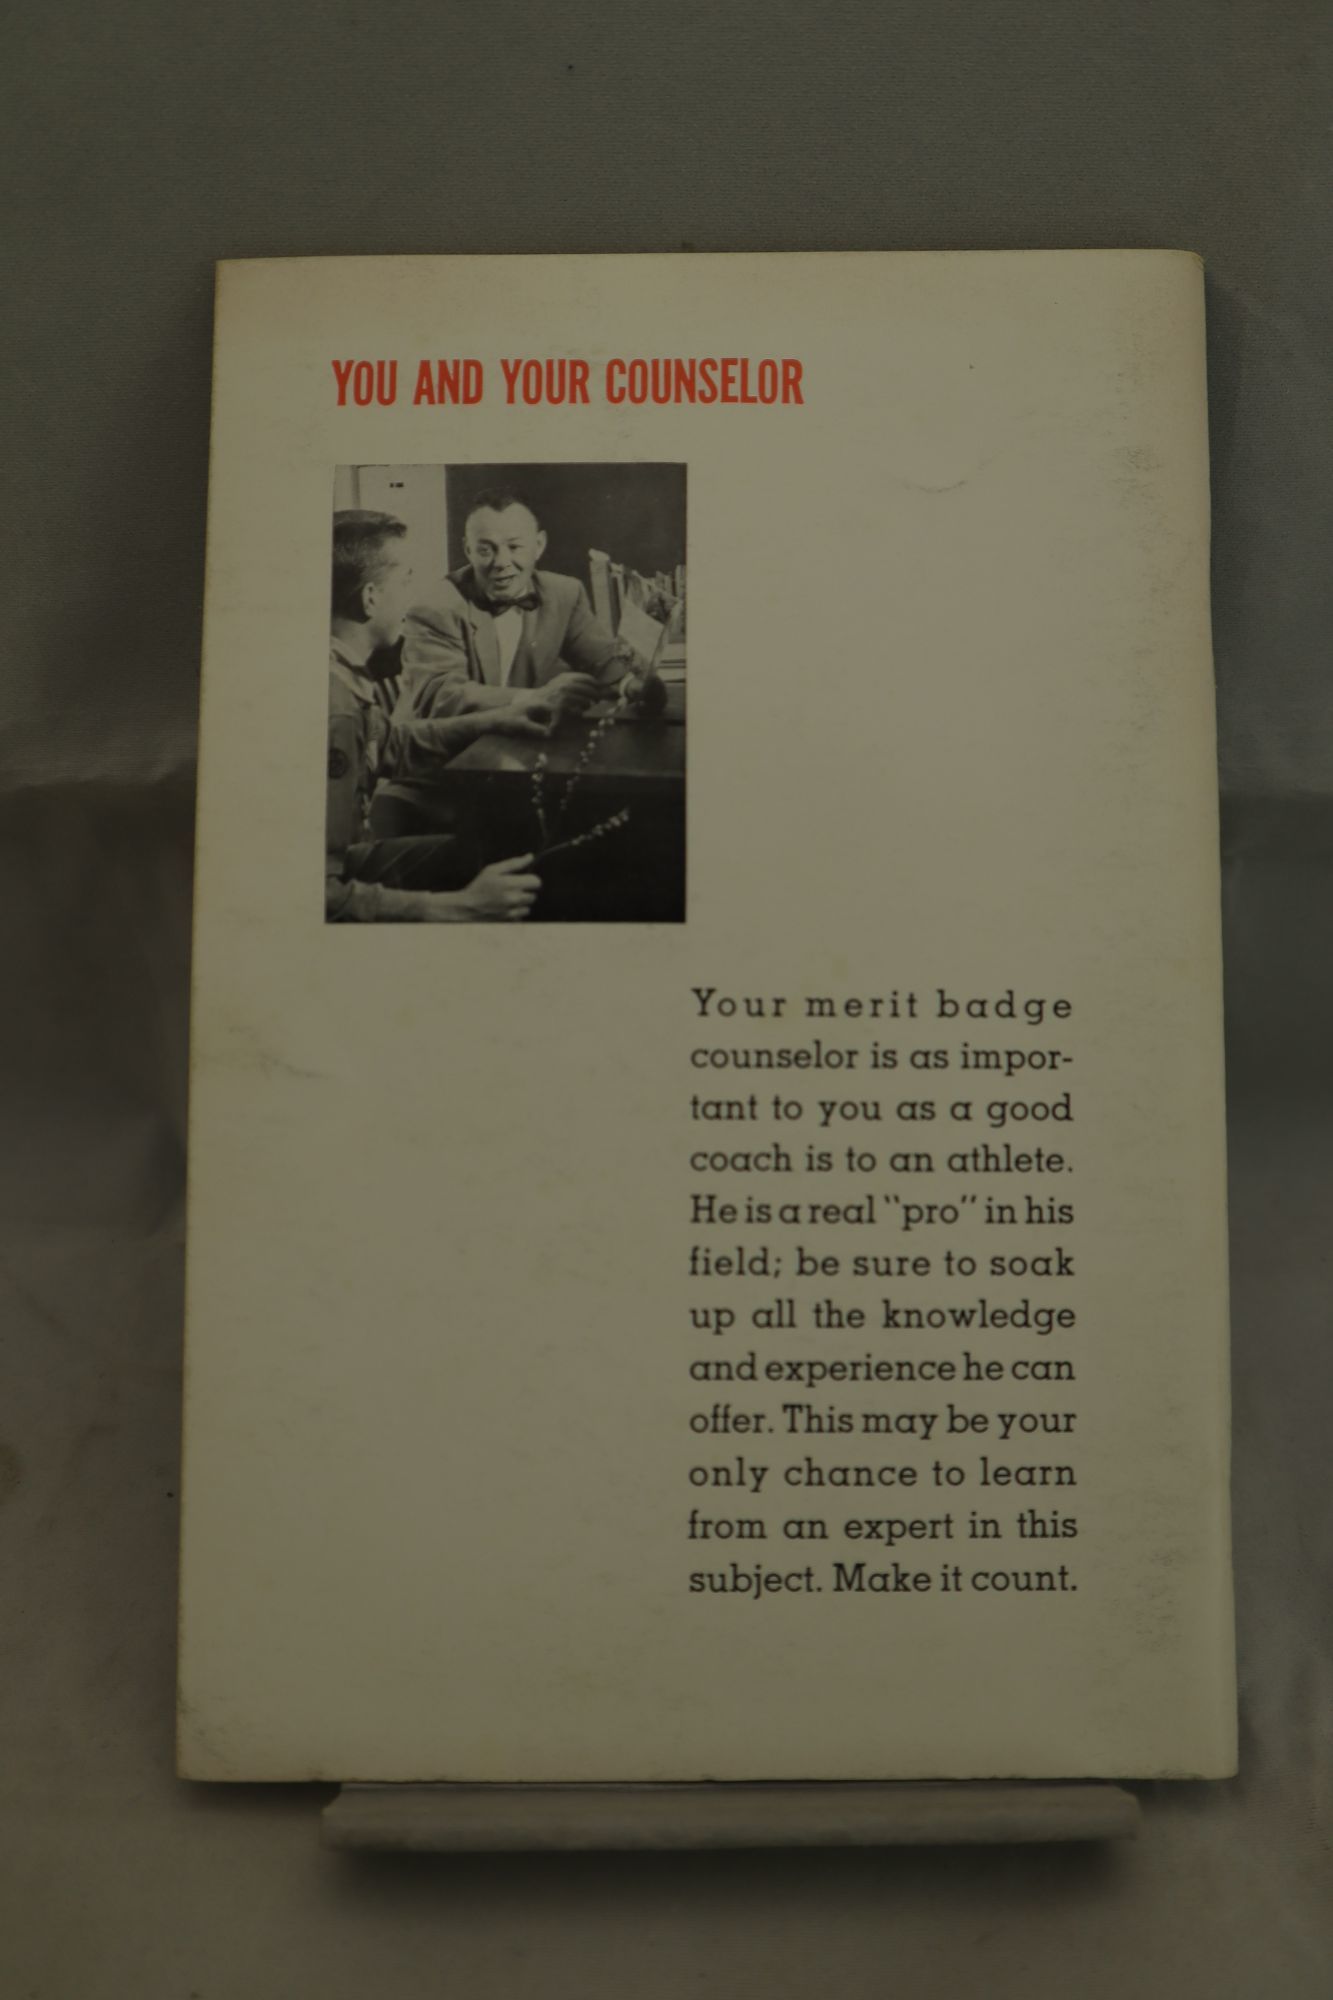 YOU AND YOUR COUNSELOR
Your merit badge
counselor is as impor-
tant to you as a good
coach is to an athlete.
He is a real "pro" in his
field; be sure to soak
up all the knowledge
and experience he can
offer. This may be your
only chance to learn
from an expert in this
subject. Make it count.